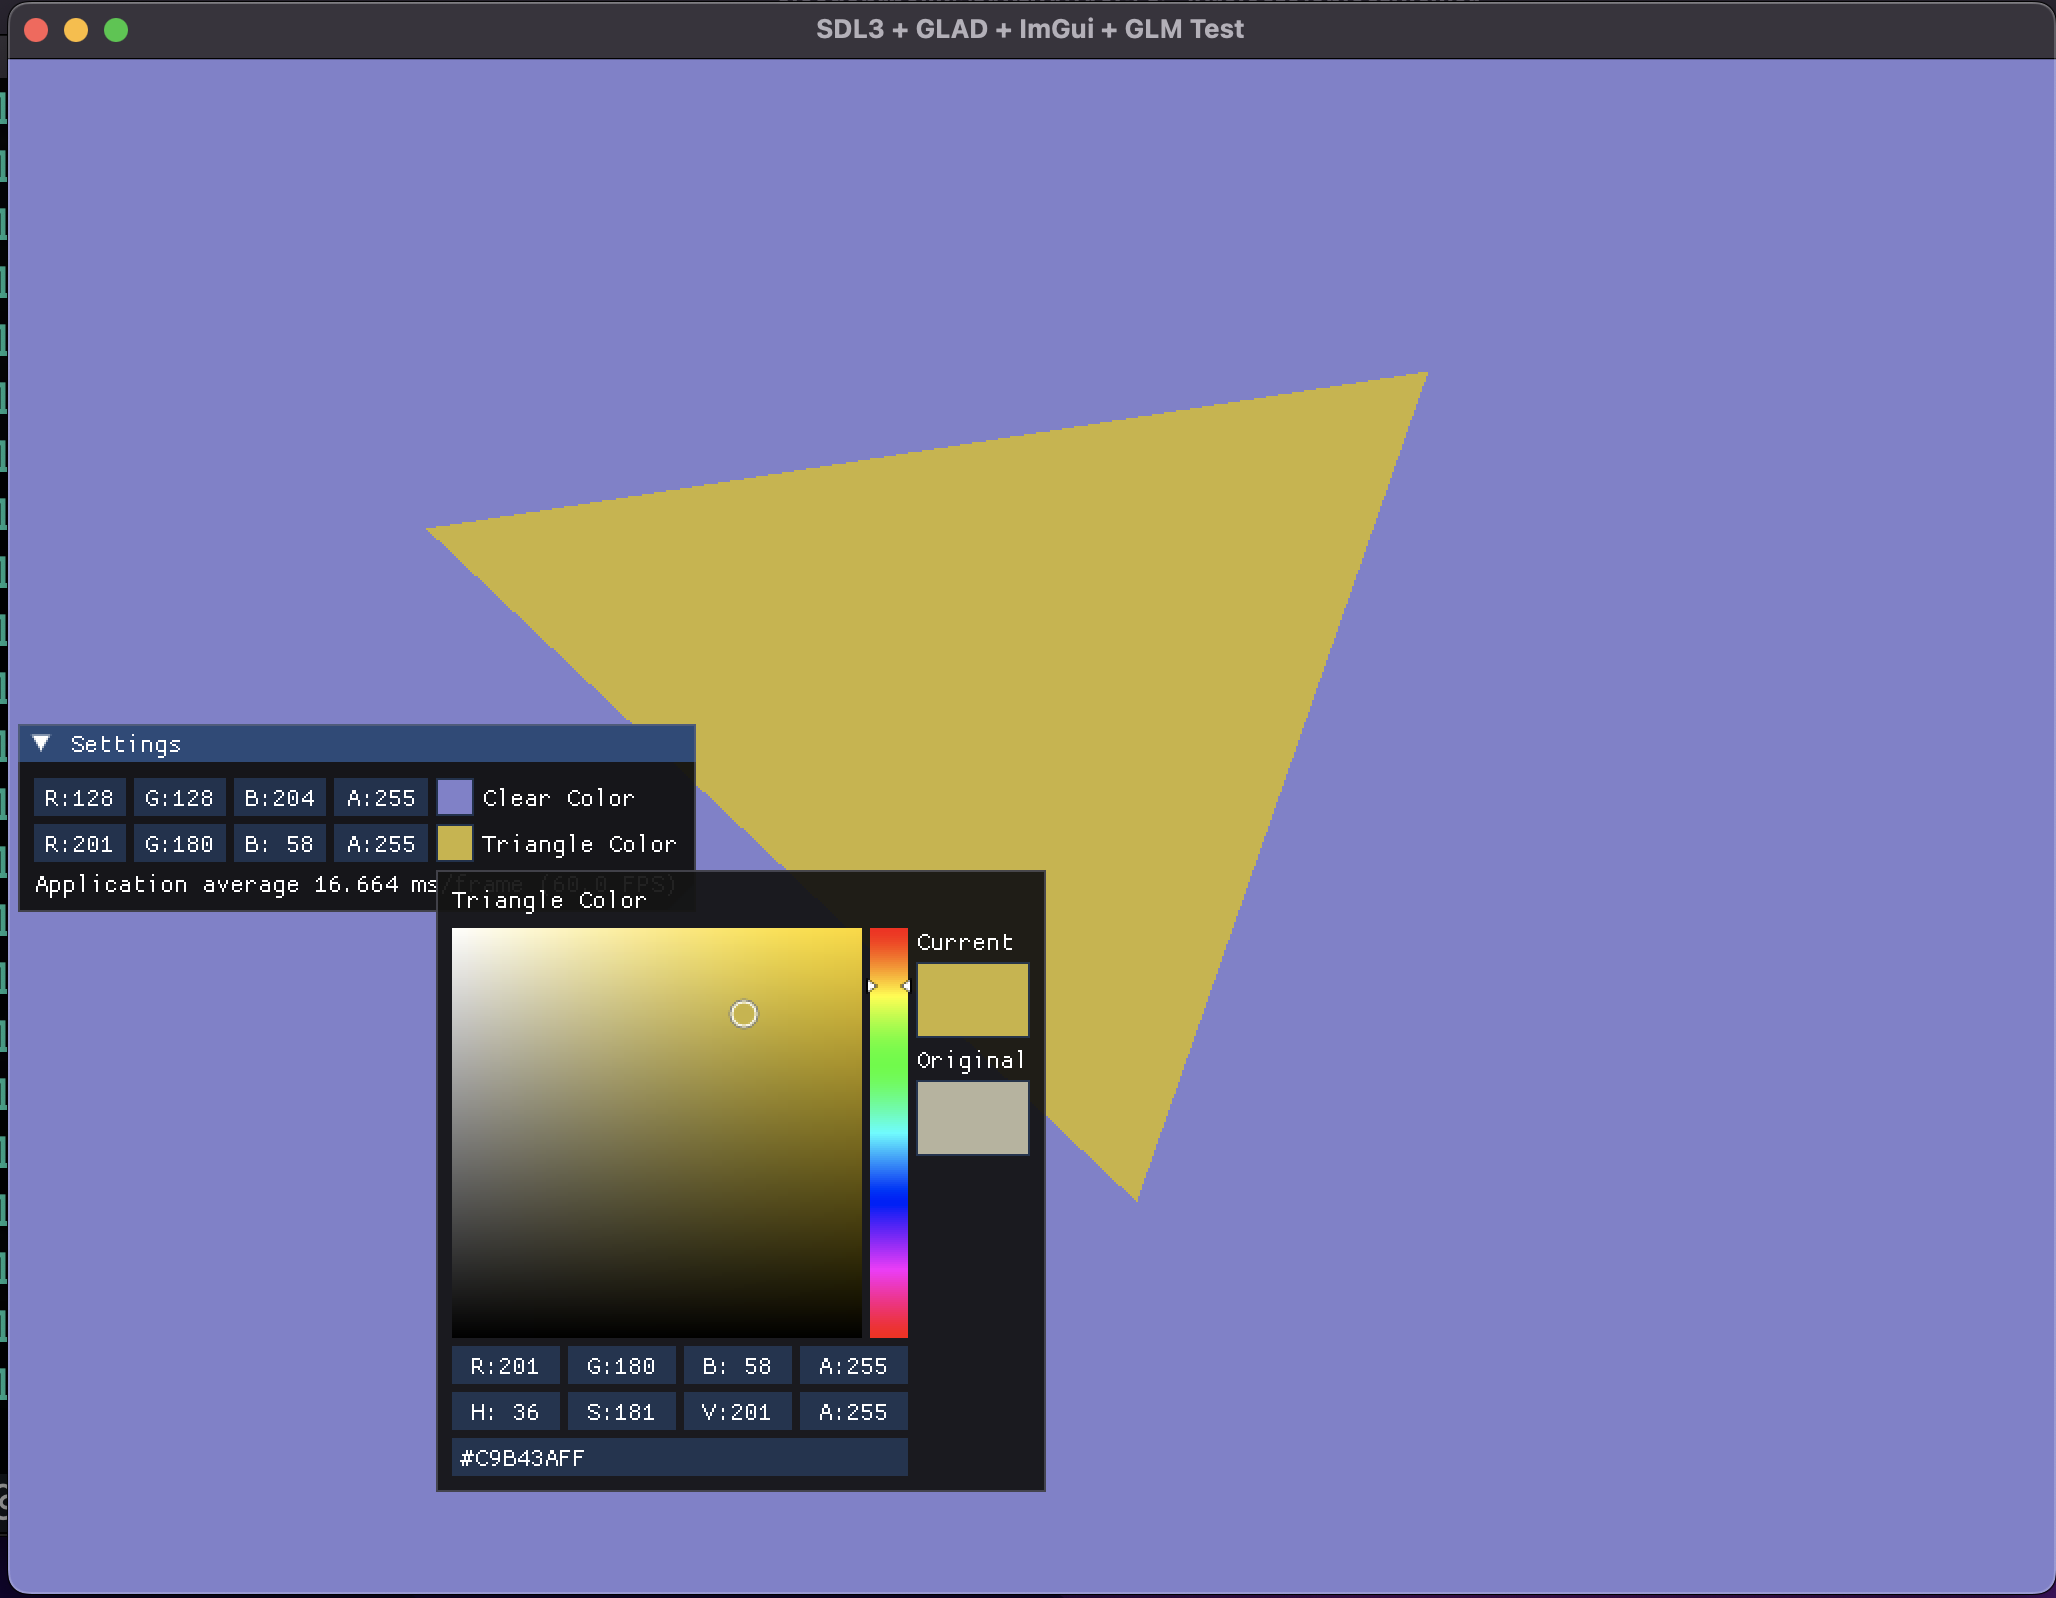 SDL3 + GLAD + ImGui + GLM Test
Settings
R:128 G:128 B:204 A:255 Clear Color
R:201 G:180 B: 58 A:255 Triangle Color
Application average 16.664 ms/frame (60.0 FPS)
Triangle Color
Current
Original
R:201 G:180 B: 58 A:255
H: 36 S:181 V:201 A:255
#C9B43AFF